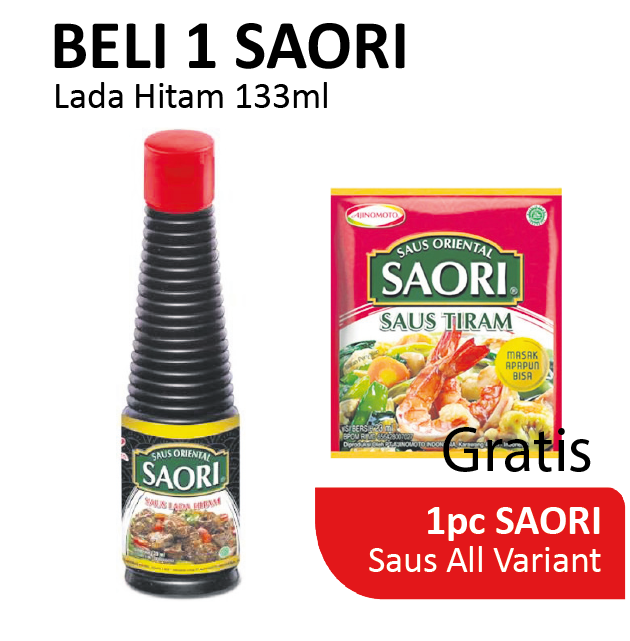 BELI 1 SAORI
Lada Hitam 133ml
SAUS ORIENTAL
SAORI
SAUS LADA HITAM
AJINOMOTO
SAUS ORIENTAL
SAORI®
SAUS TIRAM
MASAK
APAPUN
BISA
Gratis
1pc SAORI
Saus All Variant